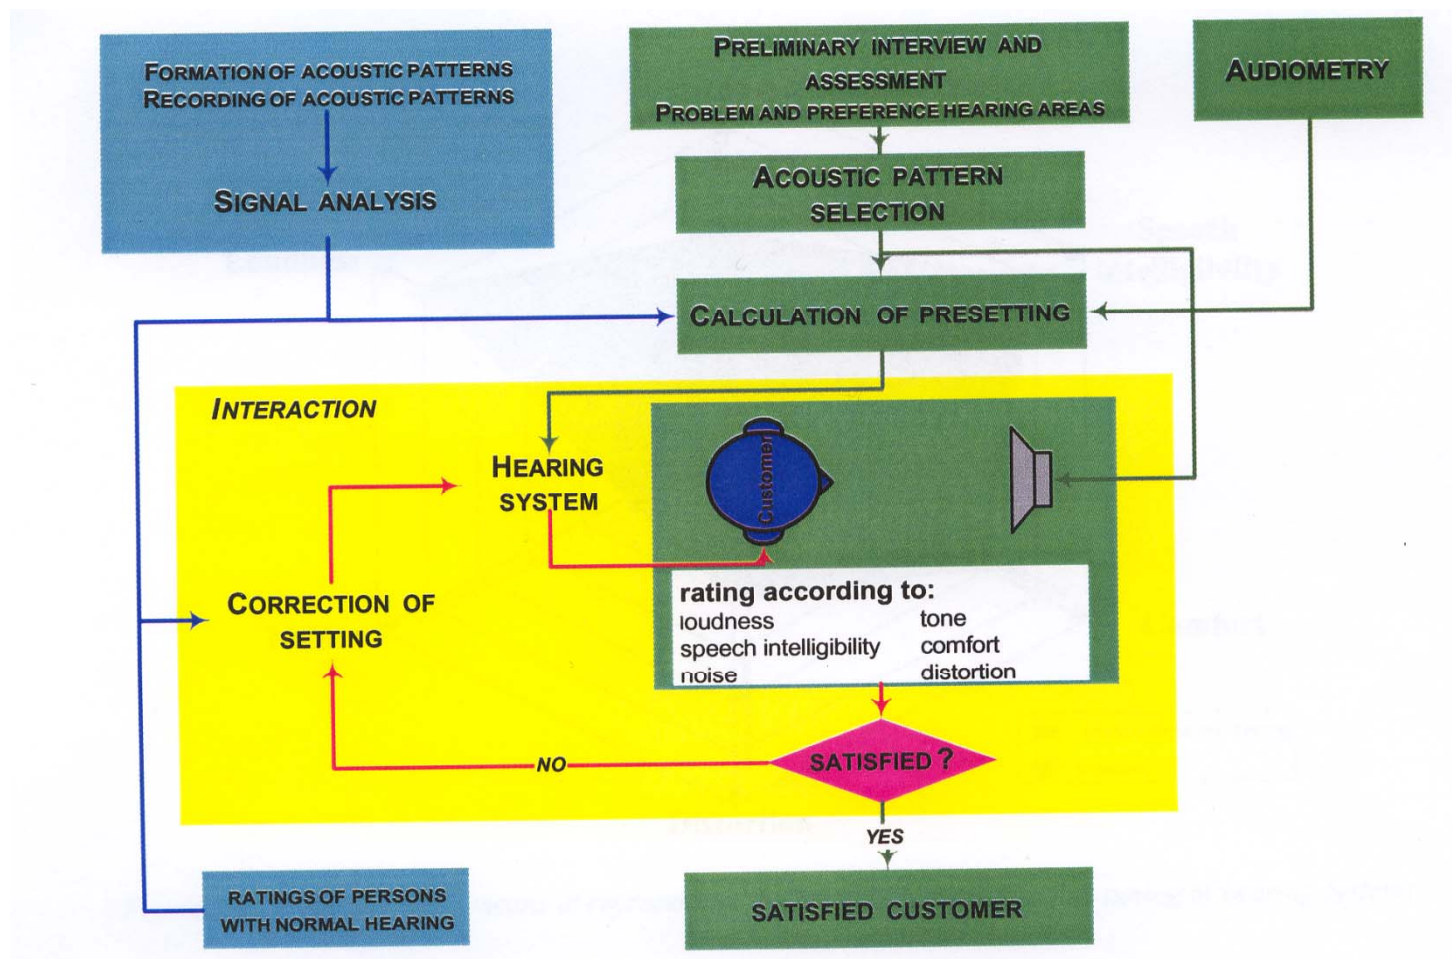 FORMATION OF ACOUSTIC PATTERNS
RECORDING OF ACOUSTIC PATTERNS
SIGNAL ANALYSIS
PRELIMINARY INTERVIEW AND
ASSESSMENT
PROBLEM AND PREFERENCE HEARING AREAS
AUDIOMETRY
ACOUSTIC PATTERN
SELECTION
CALCULATION OF PRESETTING
INTERACTION
HEARING
SYSTEM
Customer
CORRECTION OF
SETTING
rating according to:
loudness tone
speech intelligibility comfort
noise distortion
SATISFIED ?
NO
YES
RATINGS OF PERSONS
WITH NORMAL HEARING
SATISFIED CUSTOMER